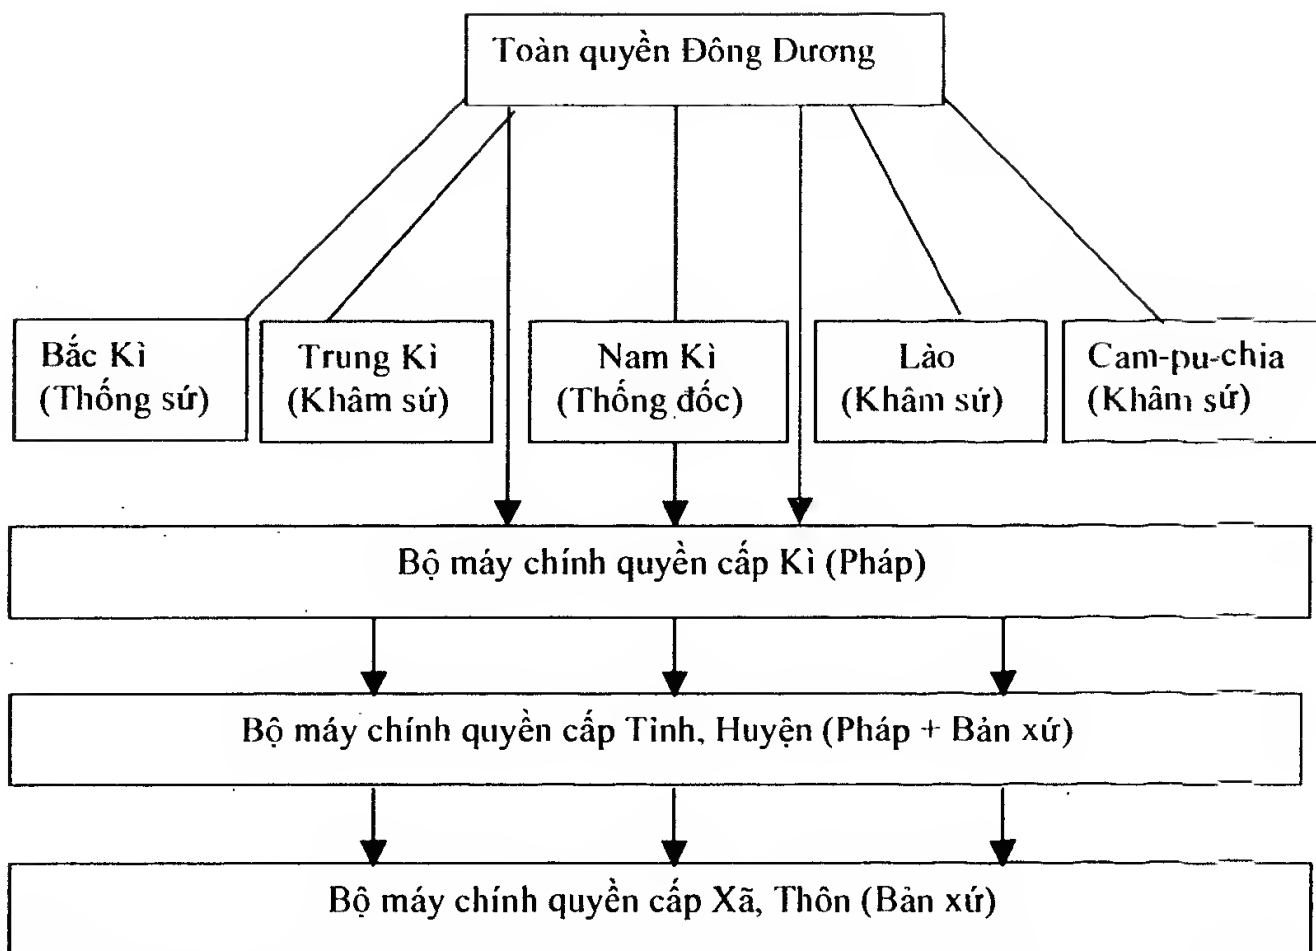 Toàn quyền Đông Dương
Bắc Kì
(Thống sứ)
Trung Kì
(Khâm sứ)
Nam Kì
(Thống đốc)
Lào
(Khâm sứ)
Cam-pu-chia
(Khâm sứ)
Bộ máy chính quyền cấp Kì (Pháp)
Bộ máy chính quyền cấp Tỉnh, Huyện (Pháp + Bản xứ)
Bộ máy chính quyền cấp Xã, Thôn (Bản xứ)